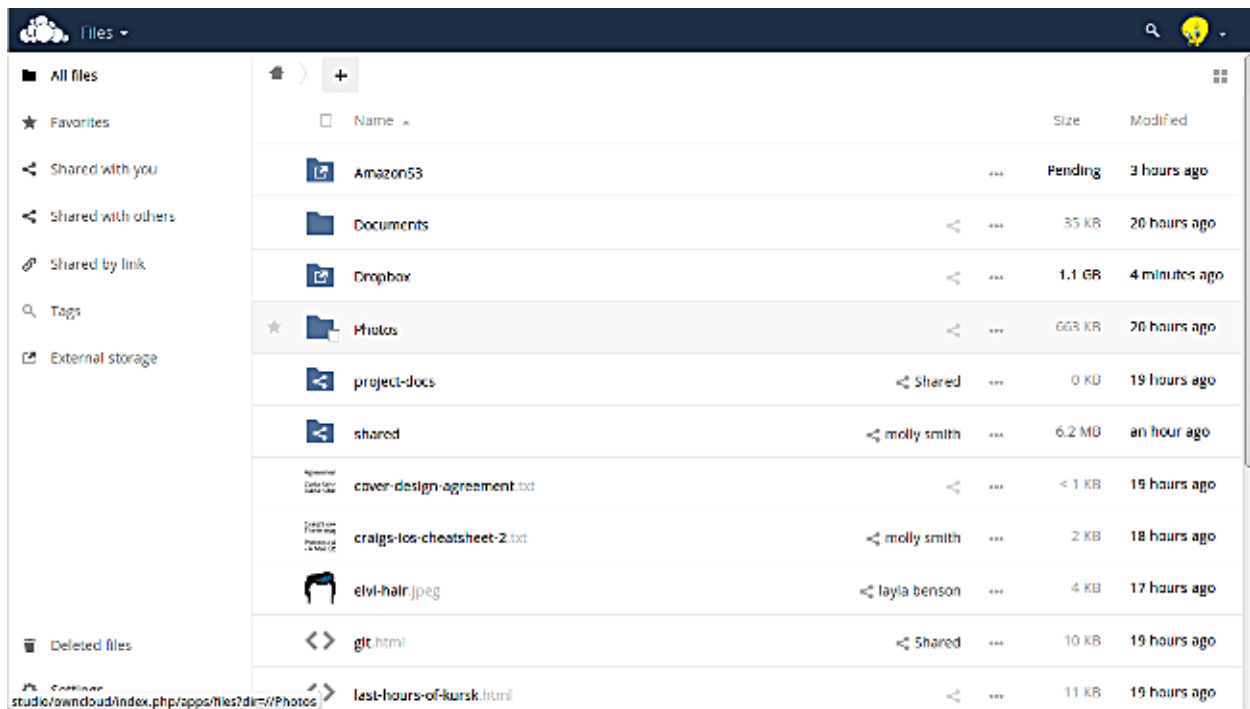 Files
All files
Favorites
Shared with you
Shared with others
Shared by link
Tags
External storage
Deleted files
Settings
studio/owncloud/index.php/apps/files?dir=//Photos
+
Name Size Modified
AmazonS3 ... Pending 3 hours ago
Documents ... 35 KB 20 hours ago
Dropbox ... 1.1 GB 4 minutes ago
Photos ... 663 KB 20 hours ago
project-docs Shared ... 0 KB 19 hours ago
shared molly smith ... 6.2 MB an hour ago
cover-design-agreement.txt ... < 1 KB 19 hours ago
craigs-ios-cheatsheet-2.txt molly smith ... 2 KB 18 hours ago
elvi-hair.jpeg layla benson ... 4 KB 17 hours ago
git.html Shared ... 10 KB 19 hours ago
last-hours-of-kursk.html ... 11 KB 19 hours ago